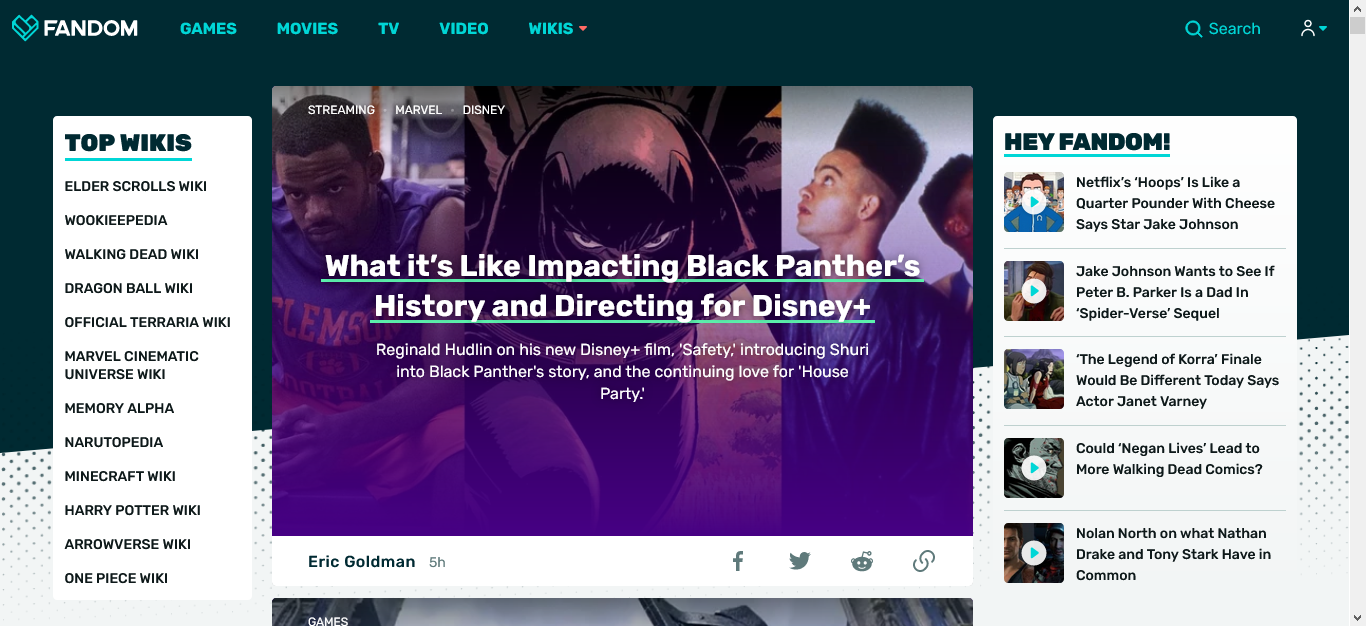 FANDOM
GAMES
MOVIES
TV
VIDEO
WIKIS
Search
TOP WIKIS
ELDER SCROLLS WIKI
WOOKIEEPEDIA
WALKING DEAD WIKI
DRAGON BALL WIKI
OFFICIAL TERRARIA WIKI
MARVEL CINEMATIC
UNIVERSE WIKI
MEMORY ALPHA
NARUTOPEDIA
MINECRAFT WIKI
HARRY POTTER WIKI
ARROWVERSE WIKI
ONE PIECE WIKI
STREAMING · MARVEL · DISNEY
CLEMSON
What it’s Like Impacting Black Panther’s
History and Directing for Disney+
Reginald Hudlin on his new Disney+ film, 'Safety,' introducing Shuri
into Black Panther's story, and the continuing love for 'House
Party.'
Eric Goldman 5h
GAMES
HEY FANDOM!
Netflix’s ‘Hoops’ Is Like a
Quarter Pounder With Cheese
Says Star Jake Johnson
Jake Johnson Wants to See If
Peter B. Parker Is a Dad In
‘Spider-Verse’ Sequel
‘The Legend of Korra’ Finale
Would Be Different Today Says
Actor Janet Varney
Could ‘Negan Lives’ Lead to
More Walking Dead Comics?
Nolan North on what Nathan
Drake and Tony Stark Have in
Common